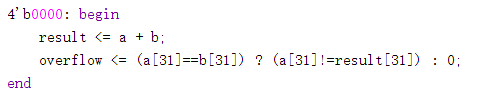 4'b0000: begin
    result <= a + b;
    overflow <= (a[31]==b[31]) ? (a[31]!=result[31]) : 0;
end